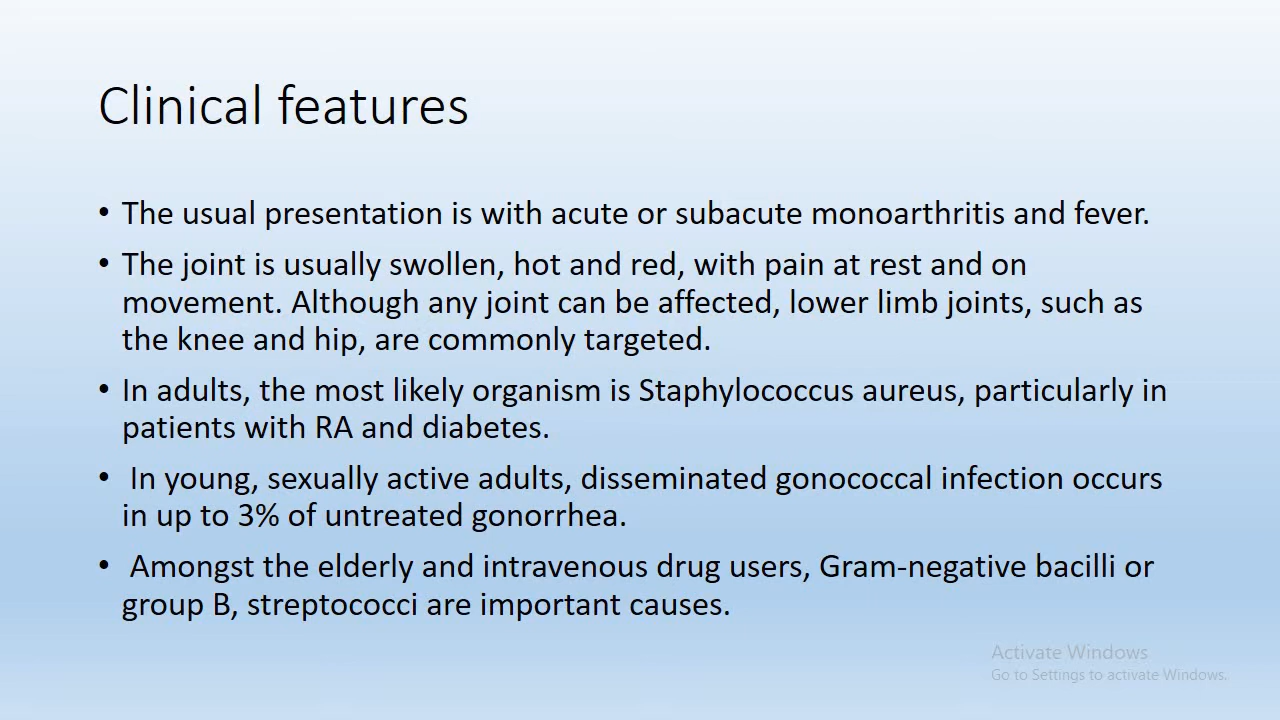 Clinical features
• The usual presentation is with acute or subacute monoarthritis and fever.
• The joint is usually swollen, hot and red, with pain at rest and on
movement. Although any joint can be affected, lower limb joints, such as
the knee and hip, are commonly targeted.
• In adults, the most likely organism is Staphylococcus aureus, particularly in
patients with RA and diabetes.
• In young, sexually active adults, disseminated gonococcal infection occurs
in up to 3% of untreated gonorrhea.
• Amongst the elderly and intravenous drug users, Gram-negative bacilli or
group B, streptococci are important causes.
Activate Windows
Go to Settings to activate Windows.